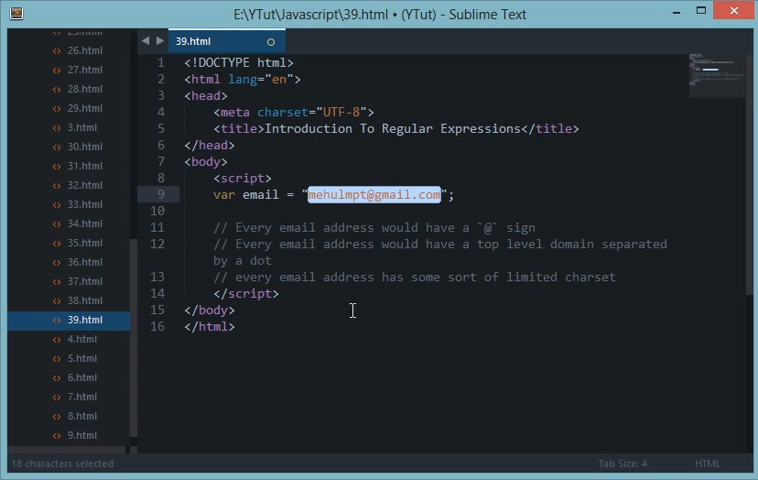 E:\YTut\Javascript\39.html • (YTut) - Sublime Text
39.html
26.html
27.html
28.html
29.html
3.html
30.html
31.html
32.html
33.html
34.html
35.html
36.html
37.html
38.html
39.html
4.html
5.html
6.html
7.html
8.html
9.html
1 <!DOCTYPE html>
2 <html lang="en">
3 <head>
4 <meta charset="UTF-8">
5 <title>Introduction To Regular Expressions</title>
6 </head>
7 <body>
8 <script>
9 var email = "mehulmpt@gmail.com";
10
11 // Every email address would have a `@` sign
12 // Every email address would have a top level domain separated
by a dot
13 // every email address has some sort of limited charset
14 </script>
15 </body>
16 </html>
18 characters selected
Tab Size: 4
HTML